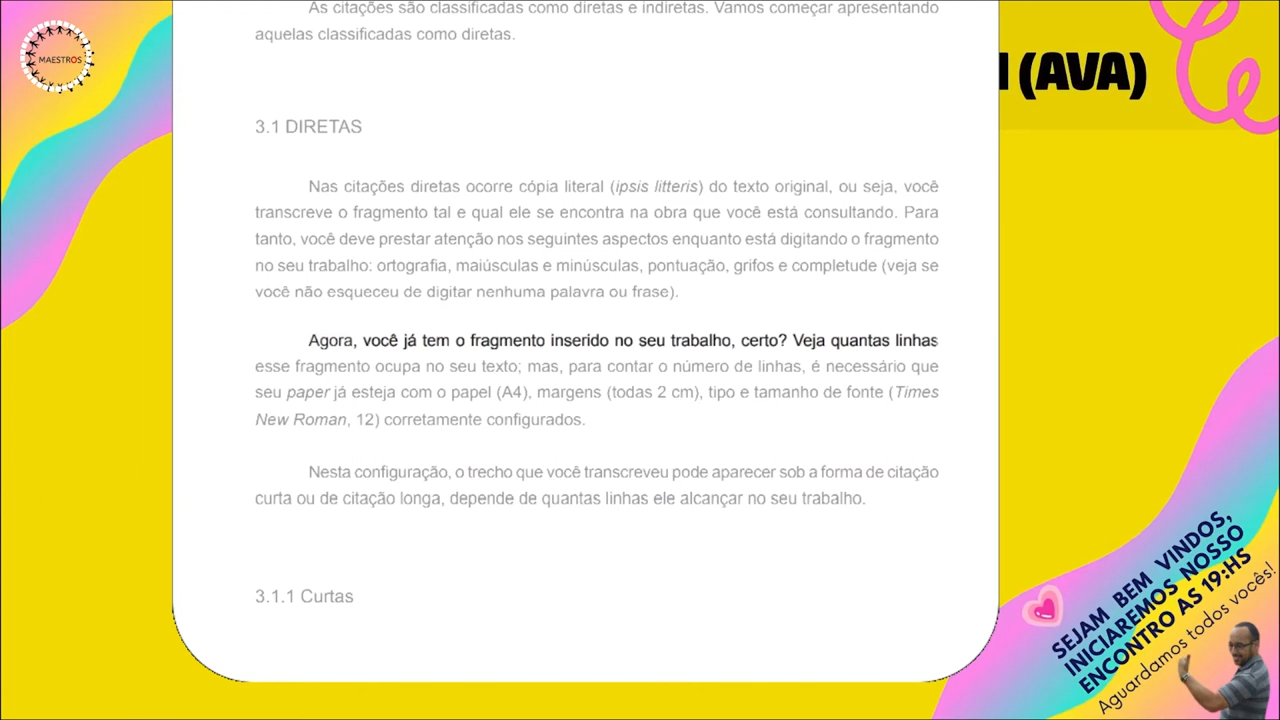 As citações são classificadas como diretas e indiretas. Vamos começar apresentando
aquelas classificadas como diretas.
MAESTROS
(AVA)
3.1 DIRETAS
Nas citações diretas ocorre cópia literal (ipsis litteris) do texto original, ou seja, você
transcreve o fragmento tal e qual ele se encontra na obra que você está consultando. Para
tanto, você deve prestar atenção nos seguintes aspectos enquanto está digitando o fragmento
no seu trabalho: ortografia, maiúsculas e minúsculas, pontuação, grifos e completude (veja se
você não esqueceu de digitar nenhuma palavra ou frase).
Agora, você já tem o fragmento inserido no seu trabalho, certo? Veja quantas linhas
esse fragmento ocupa no seu texto; mas, para contar o número de linhas, é necessário que
seu paper já esteja com o papel (A4), margens (todas 2 cm), tipo e tamanho de fonte (Times
New Roman, 12) corretamente configurados.
Nesta configuração, o trecho que você transcreveu pode aparecer sob a forma de citação
curta ou de citação longa, depende de quantas linhas ele alcançar no seu trabalho.
3.1.1 Curtas
SEJAM BEM VINDOS,
INICIAREMOS NOSSO
ENCONTRO AS 19:HS
Aguardamos todos vocês!